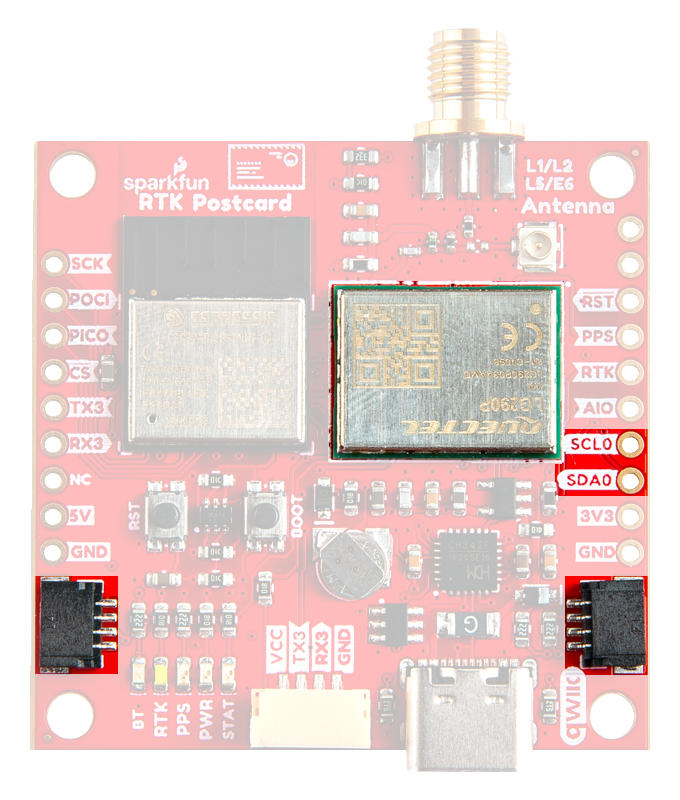 L1/L2
L5/E6
Antenna
sparkfun
RTK Postcard
SCK
POCI
PICO
CS
TX3
RX3
NC
5V
GND
RST
PPS
RTK
AIO
SCL0
SDA0
3V3
GND
ESPRESSIF
LG290P
QUECTEL
RST
BOOT
VCC
TX3
RX3
GND
BT
RTK
PPS
PWR
STAT
qwiic